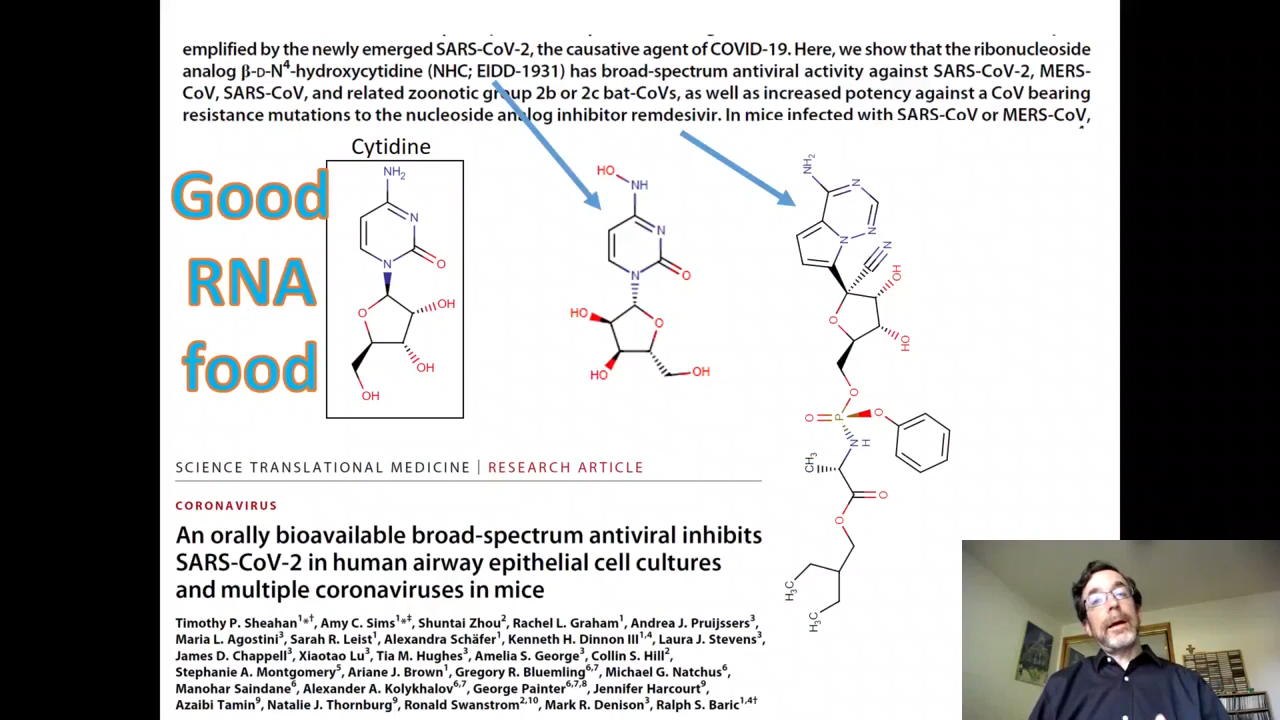 emplified by the newly emerged SARS-CoV-2, the causative agent of COVID-19. Here, we show that the ribonucleoside
analog β-D-N⁴-hydroxycytidine (NHC; EIDD-1931) has broad-spectrum antiviral activity against SARS-CoV-2, MERS-
CoV, SARS-CoV, and related zoonotic group 2b or 2c bat-CoVs, as well as increased potency against a CoV bearing
resistance mutations to the nucleoside analog inhibitor remdesivir. In mice infected with SARS-CoV or MERS-CoV,
Cytidine
Good
RNA
food
NH₂
N
N
O
O
OH
OH
OH
HO
NH
N
N
O
HO
O
HO
OH
NH₂
N
N
N
N
OH
O
HO
O
O
P
O
N
H
CH₃
O
O
H₃C
H₃C
SCIENCE TRANSLATIONAL MEDICINE | RESEARCH ARTICLE
CORONAVIRUS
An orally bioavailable broad-spectrum antiviral inhibits
SARS-CoV-2 in human airway epithelial cell cultures
and multiple coronaviruses in mice
Timothy P. Sheahan¹*†, Amy C. Sims¹*‡, Shuntai Zhou², Rachel L. Graham¹, Andrea J. Pruijssers³,
Maria L. Agostini³, Sarah R. Leist¹, Alexandra Schäfer¹, Kenneth H. Dinnon III¹,⁴, Laura J. Stevens³,
James D. Chappell³, Xiaotao Lu³, Tia M. Hughes³, Amelia S. George³, Collin S. Hill²,
Stephanie A. Montgomery⁵, Ariane J. Brown¹, Gregory R. Bluemling⁶,⁷, Michael G. Natchus⁶,
Manohar Saindane⁶, Alexander A. Kolykhalov⁶,⁷, George Painter⁶,⁷,⁸, Jennifer Harcourt⁹,
Azaibi Tamin⁹, Natalie J. Thornburg⁹, Ronald Swanstrom²,¹⁰, Mark R. Denison³, Ralph S. Baric¹,⁴†